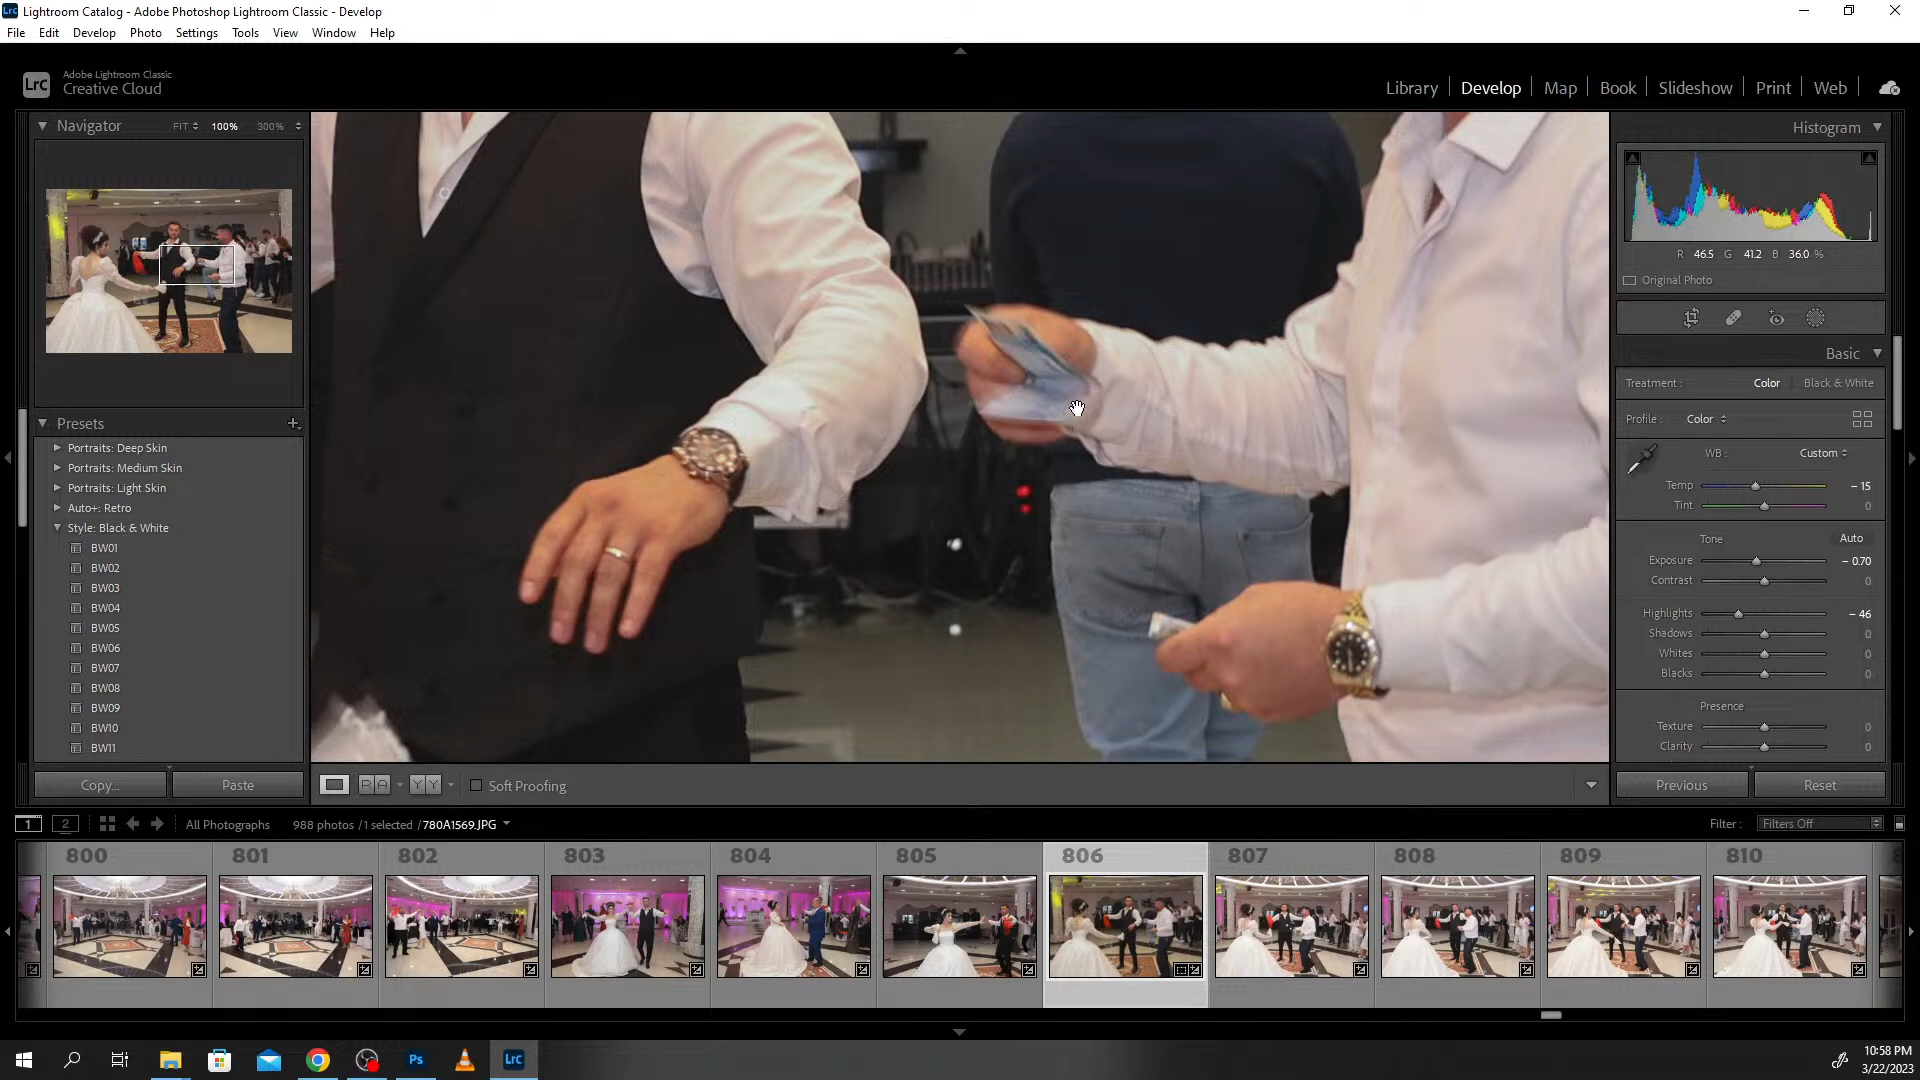 Lightroom Catalog - Adobe Photoshop Lightroom Classic - Develop
File Edit Develop Photo Settings Tools View Window Help
Lrc Adobe Lightroom Classic
Creative Cloud
Library Develop Map Book Slideshow Print Web
Navigator FIT 100% 300%
Histogram
R 46.5 G 41.2 B 36.0 %
Original Photo
Basic
Treatment : Color Black & White
Profile : Color
WB : Custom
Temp - 15
Tint 0
Tone Auto
Exposure - 0.70
Contrast 0
Highlights - 46
Shadows 0
Whites 0
Blacks 0
Presence
Texture 0
Clarity 0
Presets
Portraits: Deep Skin
Portraits: Medium Skin
Portraits: Light Skin
Auto+: Retro
Style: Black & White
BW01
BW02
BW03
BW04
BW05
BW06
BW07
BW08
BW09
BW10
BW11
Copy... Paste
R A Y Y Soft Proofing
Previous Reset
1 2 All Photographs 988 photos / 1 selected / 780A1569.JPG
Filter : Filters Off
800 801 802 803 804 805 806 807 808 809 810
Ps Lrc
10:58 PM
3/22/2023